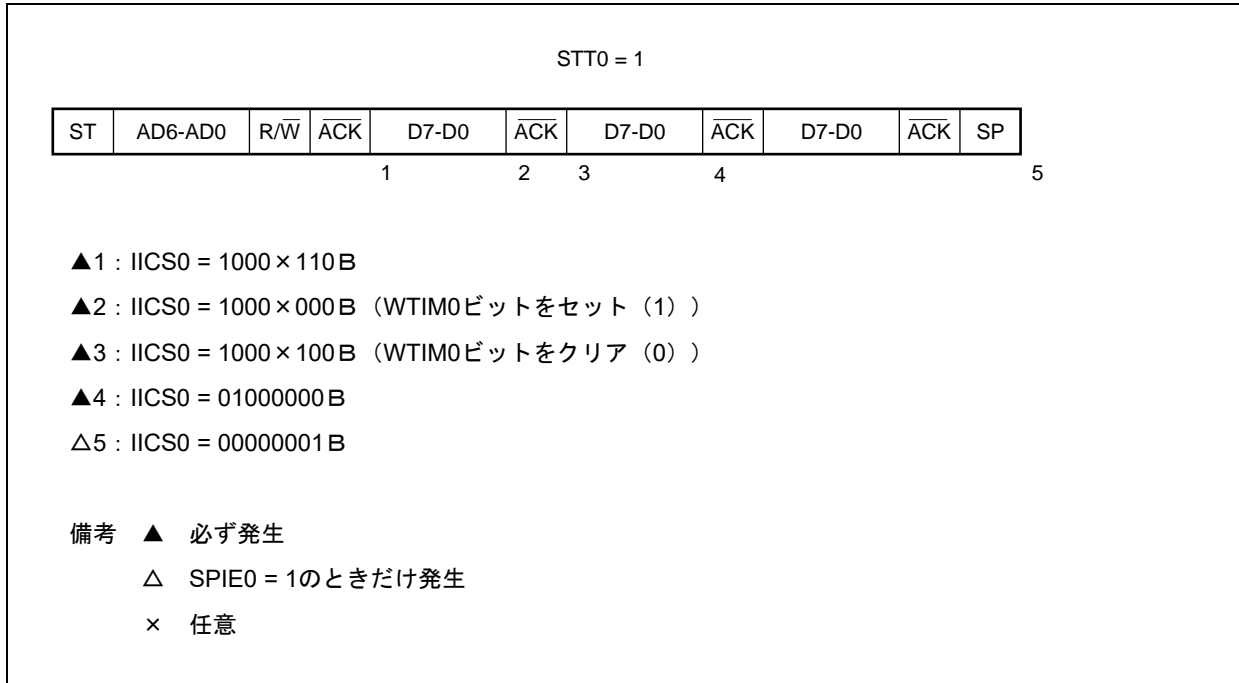 STT0 = 1
ST AD6-AD0 R/W̅ A̅C̅K̅ D7-D0 A̅C̅K̅ D7-D0 A̅C̅K̅ D7-D0 A̅C̅K̅ SP
1 2 3 4 5
▲1：IICS0 = 1000×110B
▲2：IICS0 = 1000×000B（WTIM0ビットをセット（1））
▲3：IICS0 = 1000×100B（WTIM0ビットをクリア（0））
▲4：IICS0 = 01000000B
△5：IICS0 = 00000001B
備考 ▲ 必ず発生
△ SPIE0 = 1のときだけ発生
× 任意